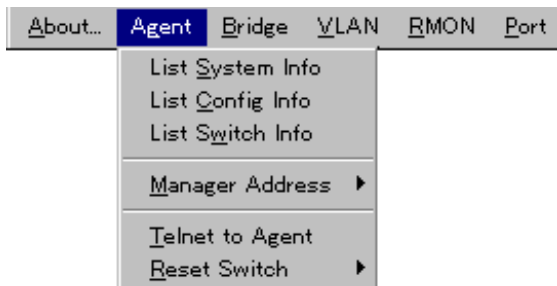 About... Agent Bridge VLAN RMON Port
List System Info
List Config Info
List Switch Info
Manager Address
Telnet to Agent
Reset Switch